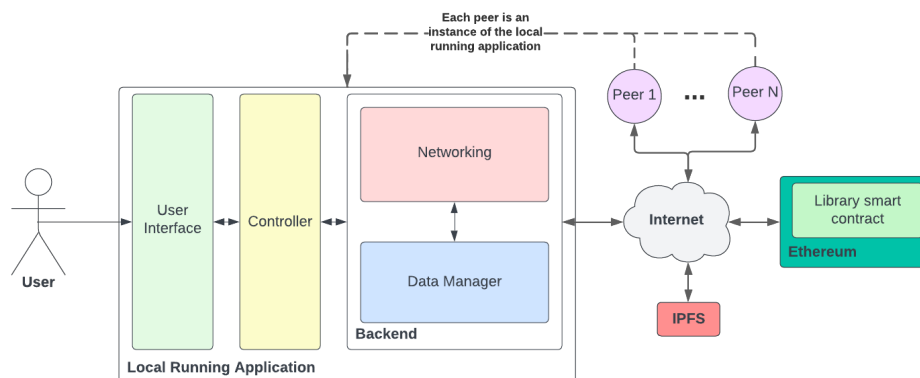 Each peer is an
instance of the local
running application
Peer 1
...
Peer N
Networking
User
Interface
Controller
Internet
Library smart
contract
Ethereum
Data Manager
User
IPFS
Backend
Local Running Application